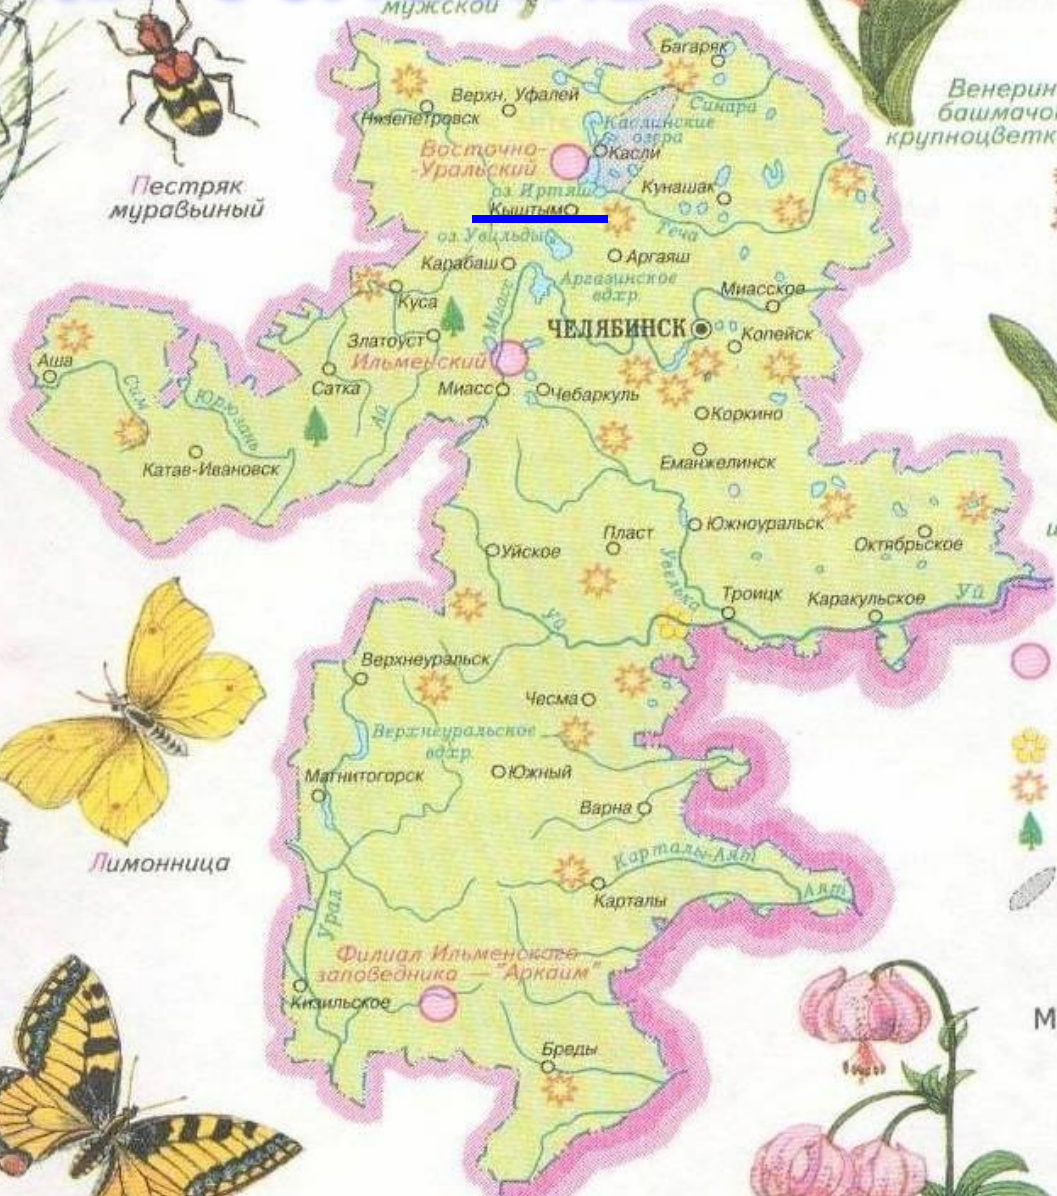 мужской
Багаряк
Верхн. Уфалей
Нязепетровск
Синара
Каслинские
озёра
Касли
Восточно-
-Уральский
Кунашак
оз. Иртяш
Кыштым
Теча
оз. Увильды
Карабаш
Аргаяш
Аргазинское
вдхр.
Миасское
Миасс
Куса
ЧЕЛЯБИНСК
Копейск
Златоуст
Ильменский
Аша
Сатка
Миасс
Чебаркуль
Сим
Юрюзань
Ай
Коркино
Катав-Ивановск
Еманжелинск
Южноуральск
Октябрьское
Пласт
Уйское
Увелька
Троицк
Каракульское
Уй
Уй
Верхнеуральск
Чесма
Верхнеуральское
вдхр.
Магнитогорск
Южный
Варна
Карталы-Аят
Аят
Карталы
Урал
Филиал Ильменского
заповедника — "Аркаим"
Кизильское
Бреды
Пестряк
муравьиный
Венерин
башмачо
крупноцветк
Лимонница
М